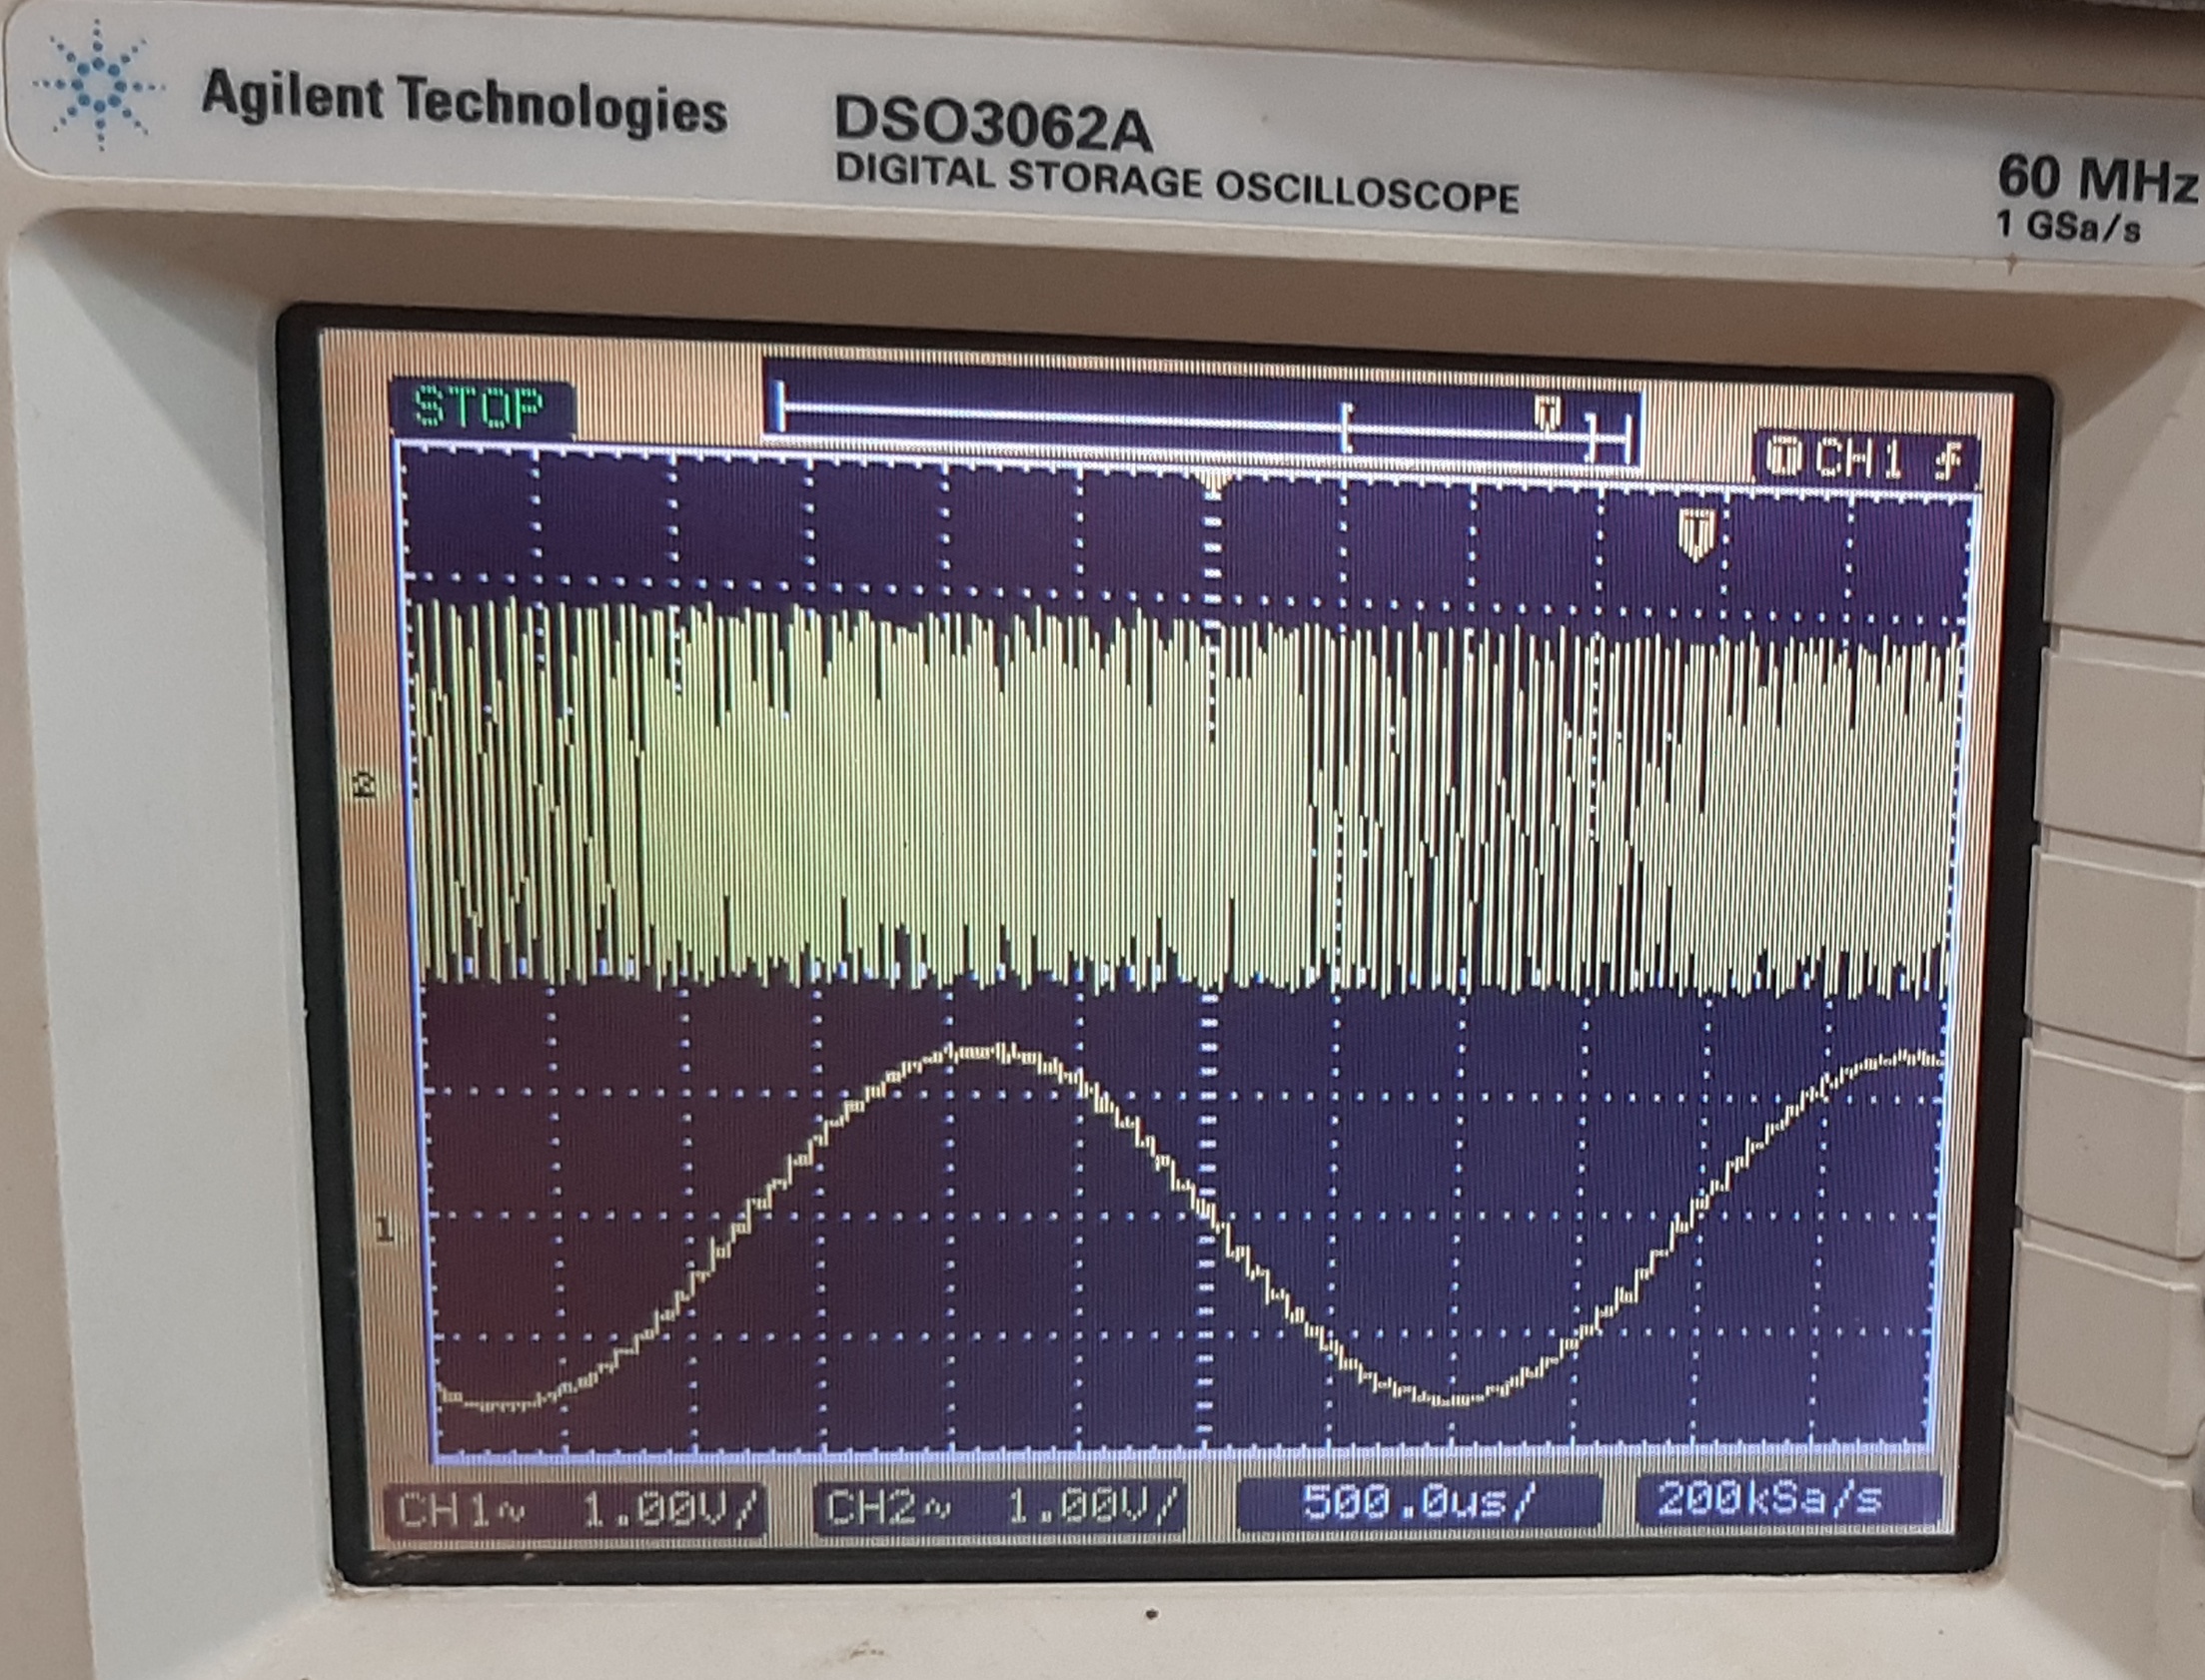 Agilent Technologies
DSO3062A
DIGITAL STORAGE OSCILLOSCOPE
60 MHz
1 GSa/s
STOP
T
T CH1
T
2
1
CH1~ 1.00V/
CH2~ 1.00V/
500.0us/
200kSa/s